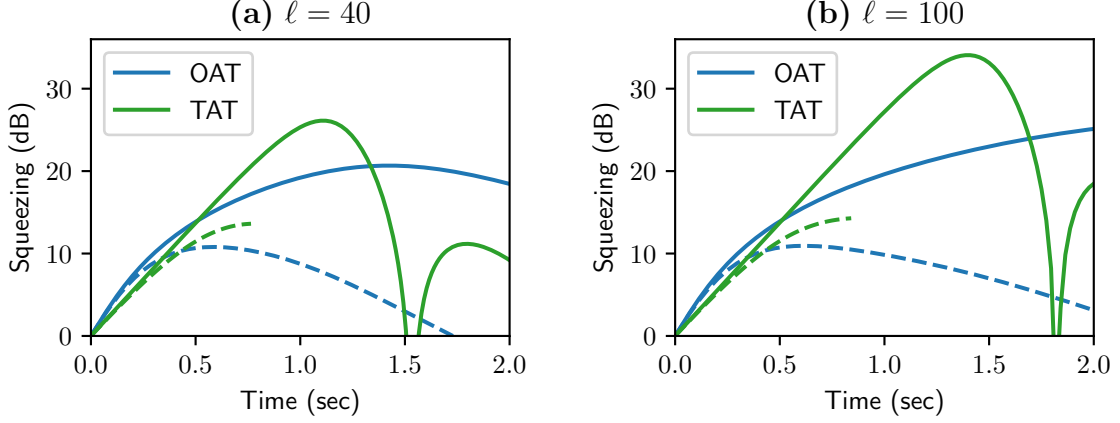 (a) ℓ = 40
OAT
TAT
Squeezing (dB)
30
20
10
0
0.0 0.5 1.0 1.5 2.0
Time (sec)
(b) ℓ = 100
OAT
TAT
Squeezing (dB)
30
20
10
0
0.0 0.5 1.0 1.5 2.0
Time (sec)